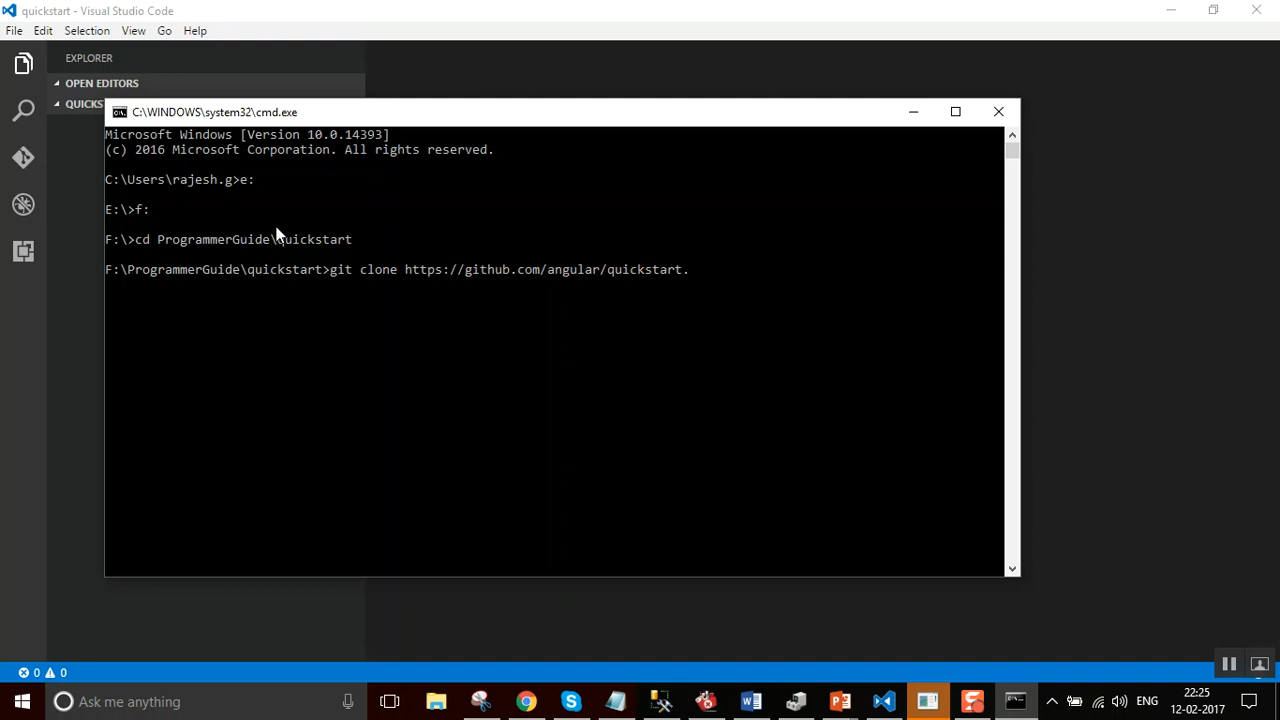 quickstart - Visual Studio Code
File Edit Selection View Go Help
EXPLORER
OPEN EDITORS
QUICKS
C:\WINDOWS\system32\cmd.exe
Microsoft Windows [Version 10.0.14393]
(c) 2016 Microsoft Corporation. All rights reserved.
C:\Users\rajesh.g>e:
E:\>f:
F:\>cd ProgrammerGuide\quickstart
F:\ProgrammerGuide\quickstart>git clone https://github.com/angular/quickstart.
0 0
Ask me anything
ENG
22:25
12-02-2017